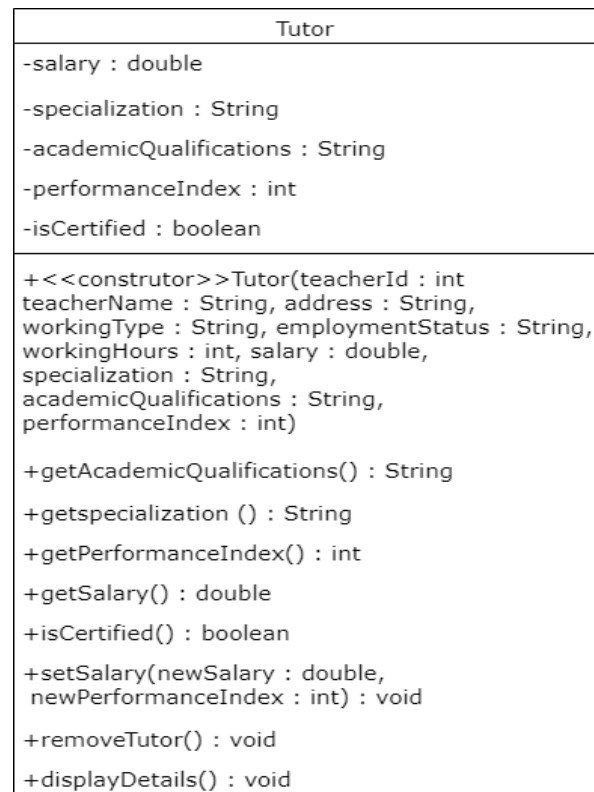 Tutor
-salary : double
-specialization : String
-academicQualifications : String
-performanceIndex : int
-isCertified : boolean
+<<construtor>>Tutor(teacherId : int
teacherName : String, address : String,
workingType : String, employmentStatus : String,
workingHours : int, salary : double,
specialization : String,
academicQualifications : String,
performanceIndex : int)
+getAcademicQualifications() : String
+getspecialization () : String
+getPerformanceIndex() : int
+getSalary() : double
+isCertified() : boolean
+setSalary(newSalary : double,
newPerformanceIndex : int) : void
+removeTutor() : void
+displayDetails() : void